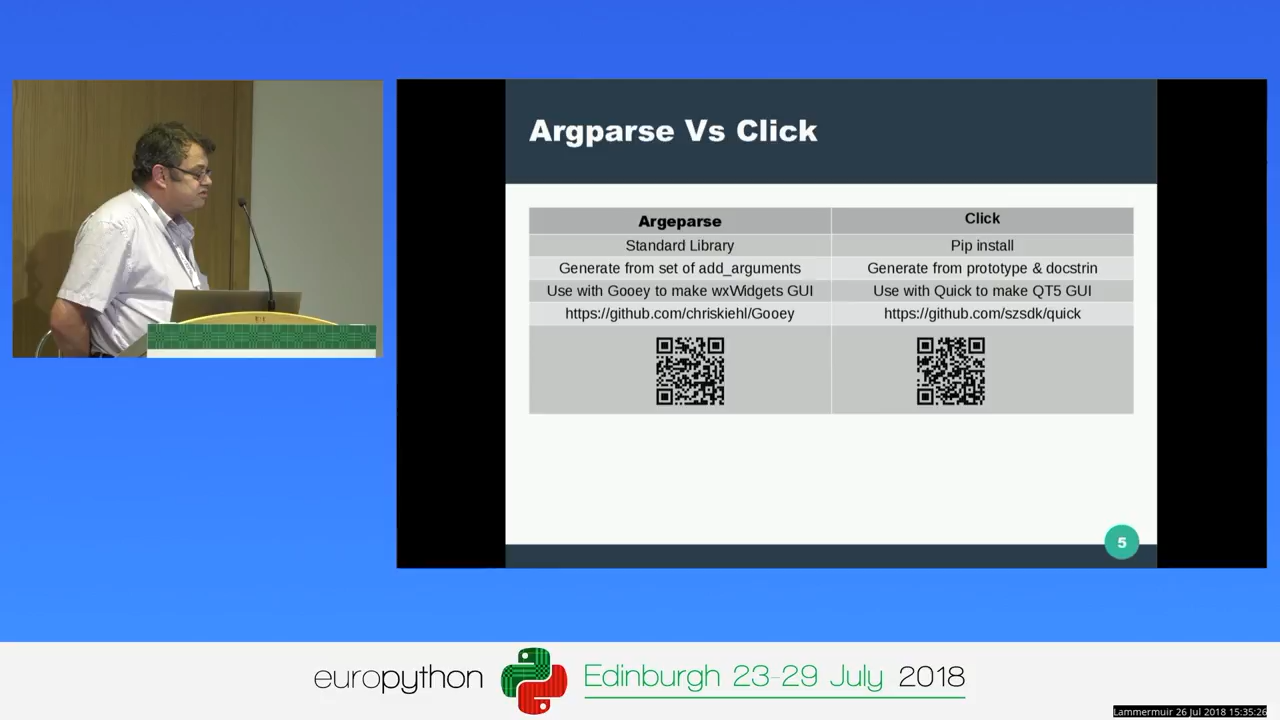 Argparse Vs Click
Argeparse Click
Standard Library Pip install
Generate from set of add_arguments Generate from prototype & docstrin
Use with Gooey to make wxWidgets GUI Use with Quick to make QT5 GUI
https://github.com/chriskiehl/Gooey https://github.com/szsdk/quick
5
europython Edinburgh 23-29 July 2018
Lammermuir 26 Jul 2018 15:35:26